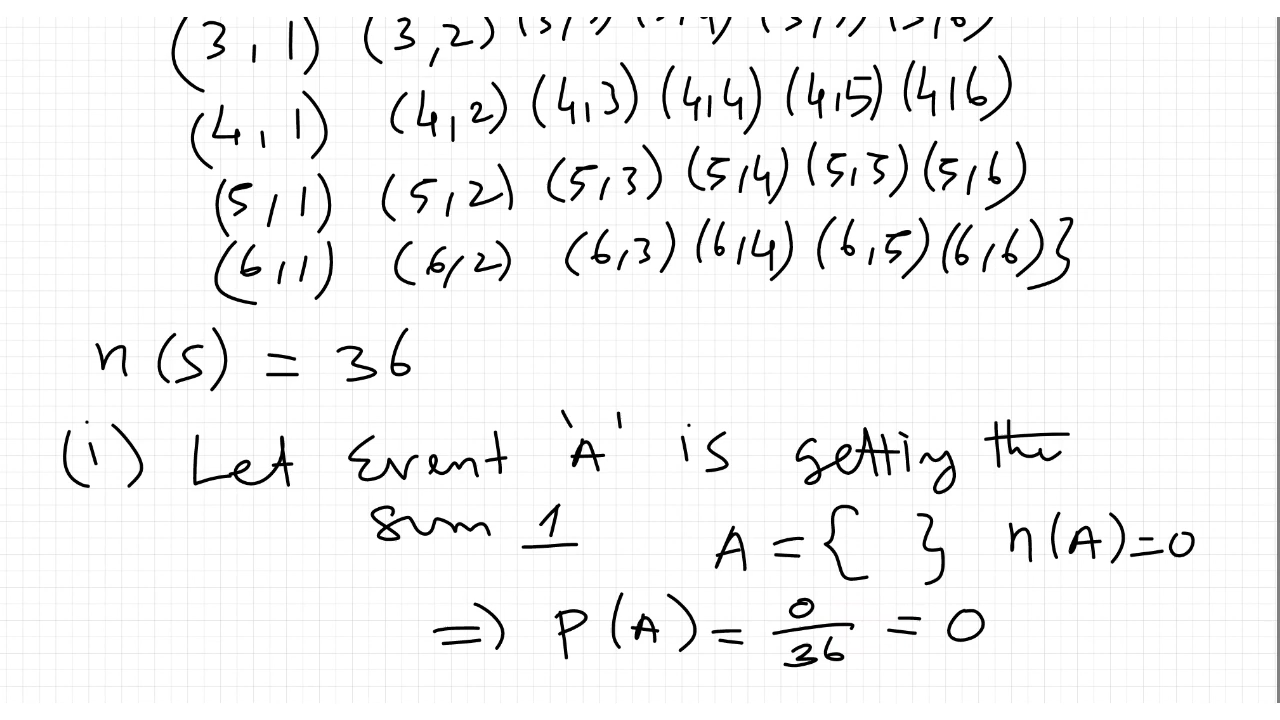 (3, 1) (3,2)
(4, 1) (4,2) (4,3) (4,4) (4,5) (4,6)
(5,1) (5,2) (5,3) (5,4) (5,3) (5,6)
(6,1) (6,2) (6,3) (6,4) (6,5) (6,6)}
n(S) = 36
(i) Let Event 'A' is getting the
sum 1 A = { } n(A)=0
=> P(A) = 0/36 = 0